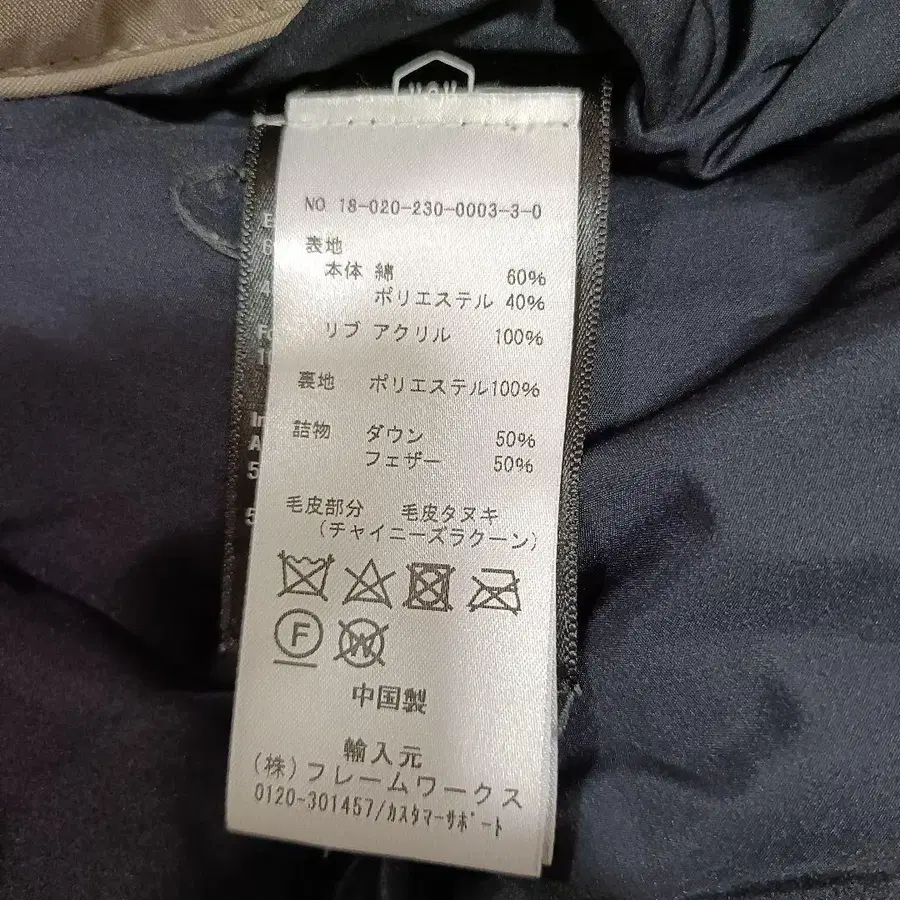 NO 18-020-230-0003-3-0
表地
本体 綿 60%
ポリエステル 40%
リブ アクリル 100%
裏地 ポリエステル100%
詰物 ダウン 50%
フェザー 50%
毛皮部分 毛皮タヌキ
(チャイニーズラクーン)
F W
中国製
輸入元
(株)フレームワークス
0120-301457/ｶｽﾀﾏｰｻﾎﾟｰﾄ